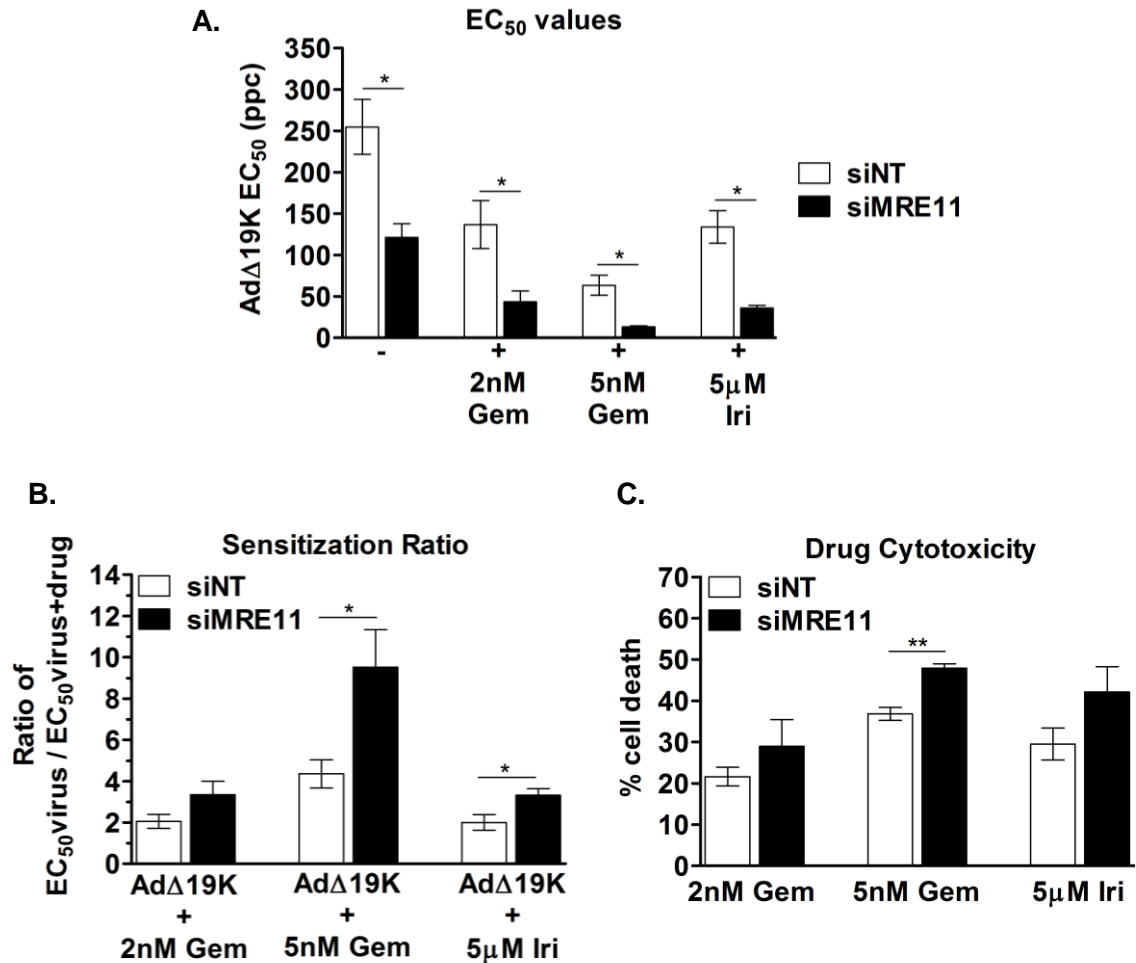 A.
EC50 values
AdΔ19K EC50 (ppc)
350
300
250
200
150
100
50
0
*
*
*
*
siNT
siMRE11
- + + +
2nM 5nM 5μM
Gem Gem Iri
B.
Sensitization Ratio
Ratio of
EC50virus / EC50virus+drug
14
12
10
8
6
4
2
0
siNT
siMRE11
*
*
AdΔ19K AdΔ19K AdΔ19K
+ + +
2nM Gem 5nM Gem 5μM Iri
C.
Drug Cytotoxicity
% cell death
70
60
50
40
30
20
10
0
siNT
siMRE11
**
2nM Gem 5nM Gem 5μM Iri